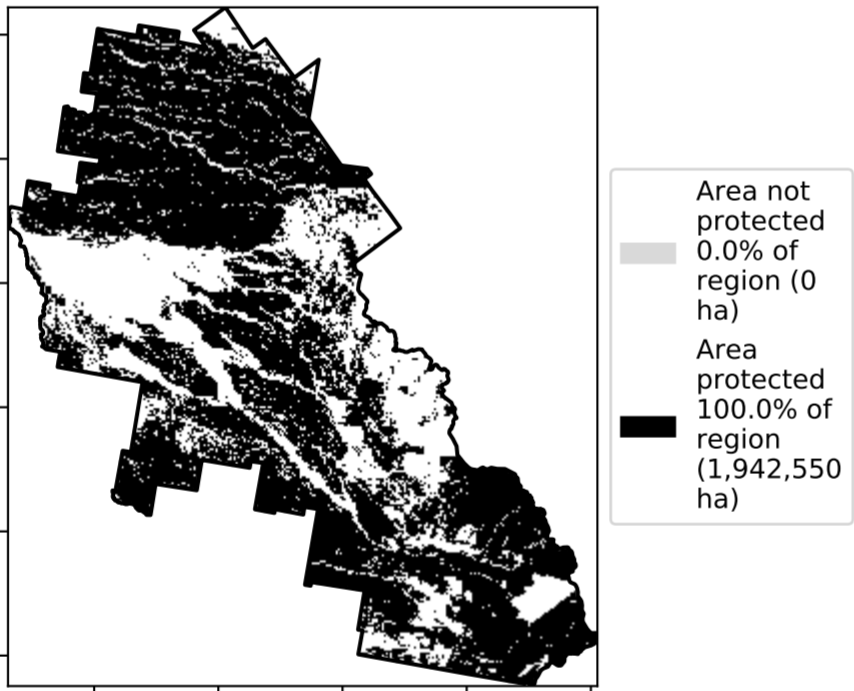 Area not
protected
0.0% of
region (0
ha)
Area
protected
100.0% of
region
(1,942,550
ha)